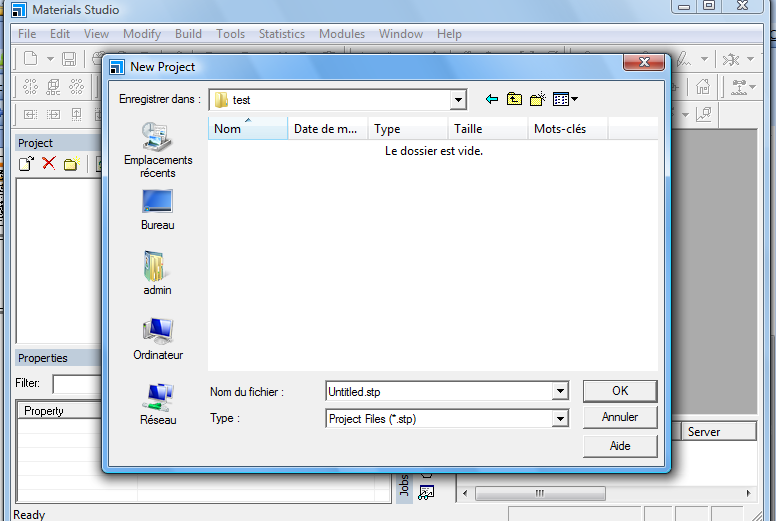 Materials Studio
File Edit View Modify Build Tools Statistics Modules Window Help
New Project
Enregistrer dans : test
Nom Date de m... Type Taille Mots-clés
Le dossier est vide.
Emplacements
récents
Bureau
admin
Ordinateur
Réseau
Nom du fichier : Untitled.stp OK
Type : Project Files (*.stp) Annuler
Aide
Project
Properties
Filter:
Property
Server
Jobs
Ready